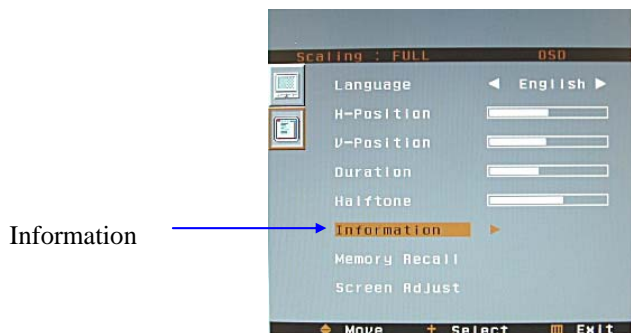 Scaling : FULL OSD
Language English
H-Position
V-Position
Duration
Halftone
Information
Information
Memory Recall
Screen Adjust
Move + Select Exit